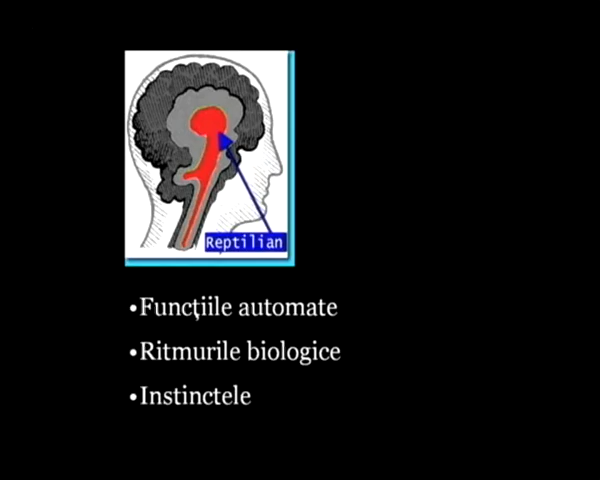 Reptilian
•Funcțiile automate
•Ritmurile biologice
•Instinctele